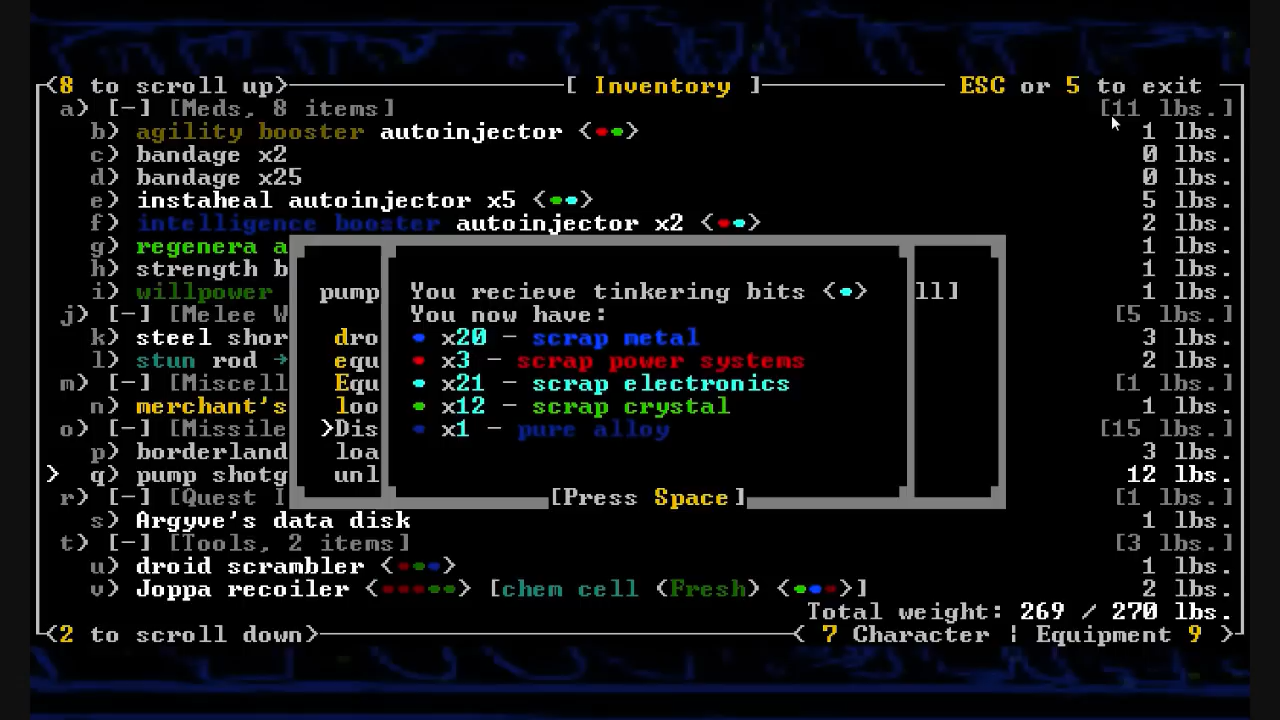 <8 to scroll up> [ Inventory ] ESC or 5 to exit
a) [-] [Meds, 8 items] [11 lbs.]
b) agility booster autoinjector <••> 1 lbs.
c) bandage x2 0 lbs.
d) bandage x25 0 lbs.
e) instaheal autoinjector x5 <••> 5 lbs.
f) intelligence booster autoinjector x2 <••> 2 lbs.
g) regenera a 1 lbs.
h) strength b 1 lbs.
i) willpower 1 lbs.
j) [-] [Melee W [5 lbs.]
k) steel shor 3 lbs.
l) stun rod → 2 lbs.
m) [-] [Miscell [1 lbs.]
n) merchant's 1 lbs.
o) [-] [Missile [15 lbs.]
p) borderland 3 lbs.
> q) pump shotg 12 lbs.
r) [-] [Quest I [1 lbs.]
s) Argyve's data disk 1 lbs.
t) [-] [Tools, 2 items] [3 lbs.]
u) droid scrambler <•••> 1 lbs.
v) Joppa recoiler <•••••> [chem cell (Fresh) <•••>] 2 lbs.
Total weight: 269 / 270 lbs.
<2 to scroll down> < 7 Character | Equipment 9 >
pump ll]
dro
equ
Equ
loo
>Dis
loa
unl
You recieve tinkering bits <•>
You now have:
• x20 - scrap metal
• x3 - scrap power systems
• x21 - scrap electronics
• x12 - scrap crystal
• x1 - pure alloy
[Press Space]